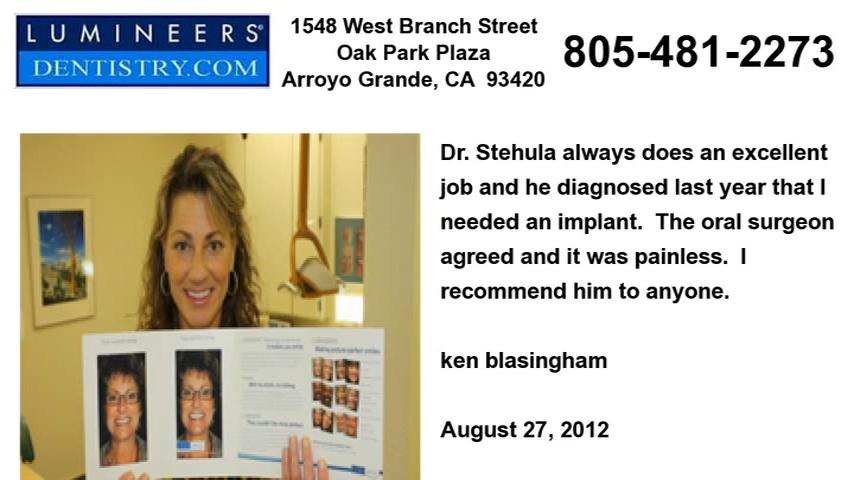 LUMINEERS®
DENTISTRY.COM
1548 West Branch Street
Oak Park Plaza
Arroyo Grande, CA 93420
805-481-2273
Dr. Stehula always does an excellent
job and he diagnosed last year that I
needed an implant. The oral surgeon
agreed and it was painless. I
recommend him to anyone.
ken blasingham
August 27, 2012